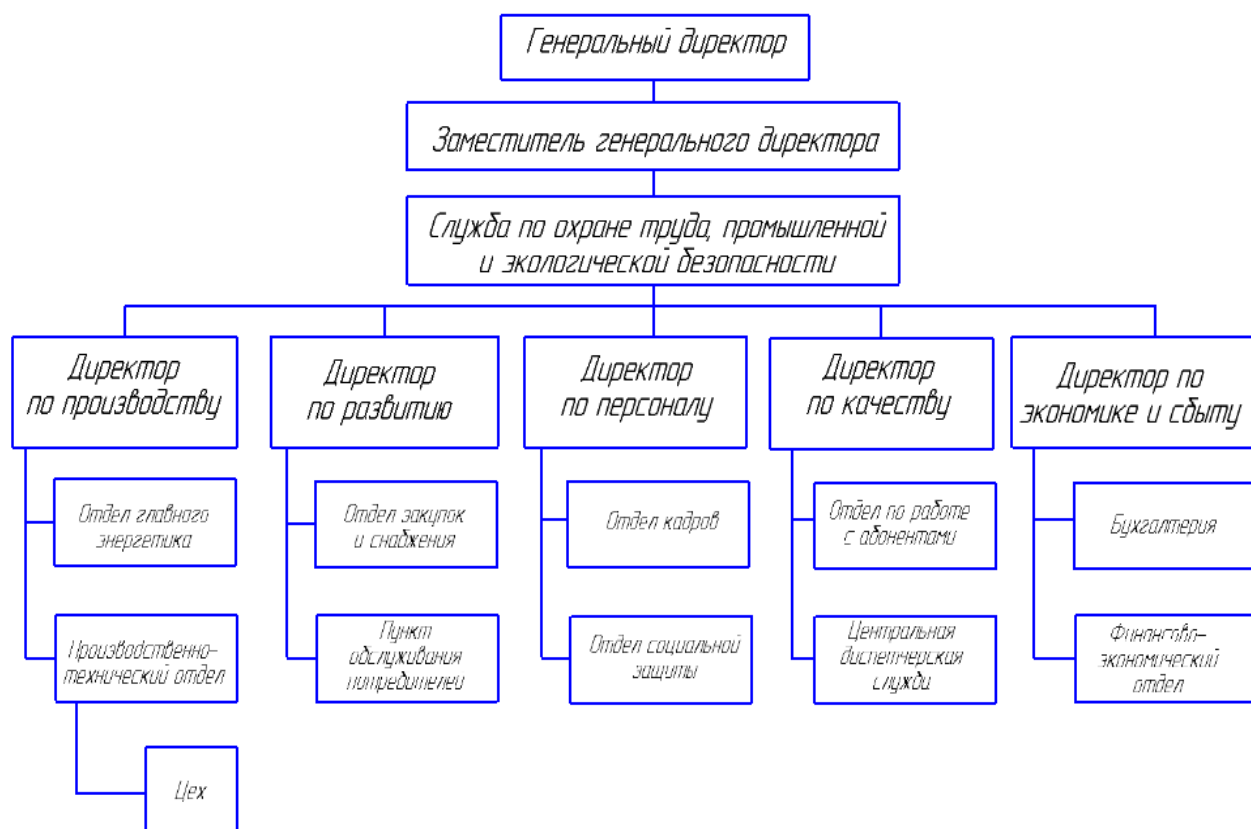 Генеральный директор
Заместитель генерального директора
Служба по охране труда, промышленной
и экологической безопасности
Директор
по производству
Директор
по развитию
Директор
по персоналу
Директор
по качеству
Директор по
экономике и сбыту
Отдел главного
энергетика
Отдел закупок
и снабжения
Отдел кадров
Отдел по работе
с абонентами
Бухгалтерия
Производственно-
технический отдел
Пункт
обслуживания
потребителей
Отдел социальной
защиты
Центральная
диспетчерская
служба
Финансово-
экономический
отдел
Цех